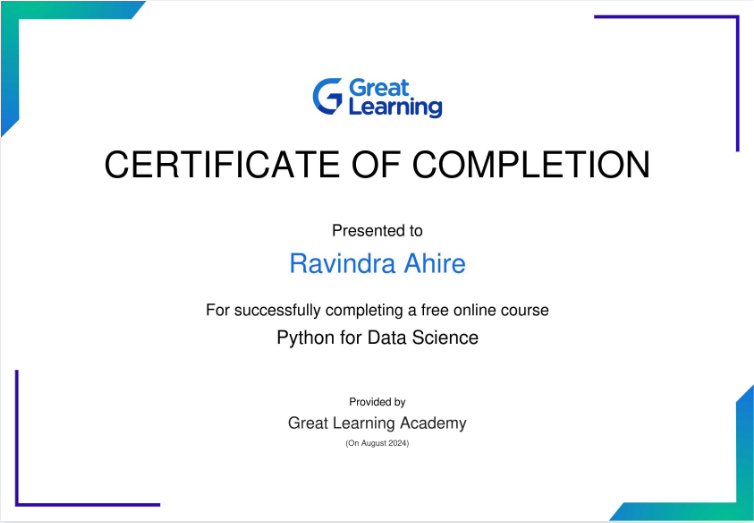 Great
Learning
CERTIFICATE OF COMPLETION
Presented to
Ravindra Ahire
For successfully completing a free online course
Python for Data Science
Provided by
Great Learning Academy
(On August 2024)